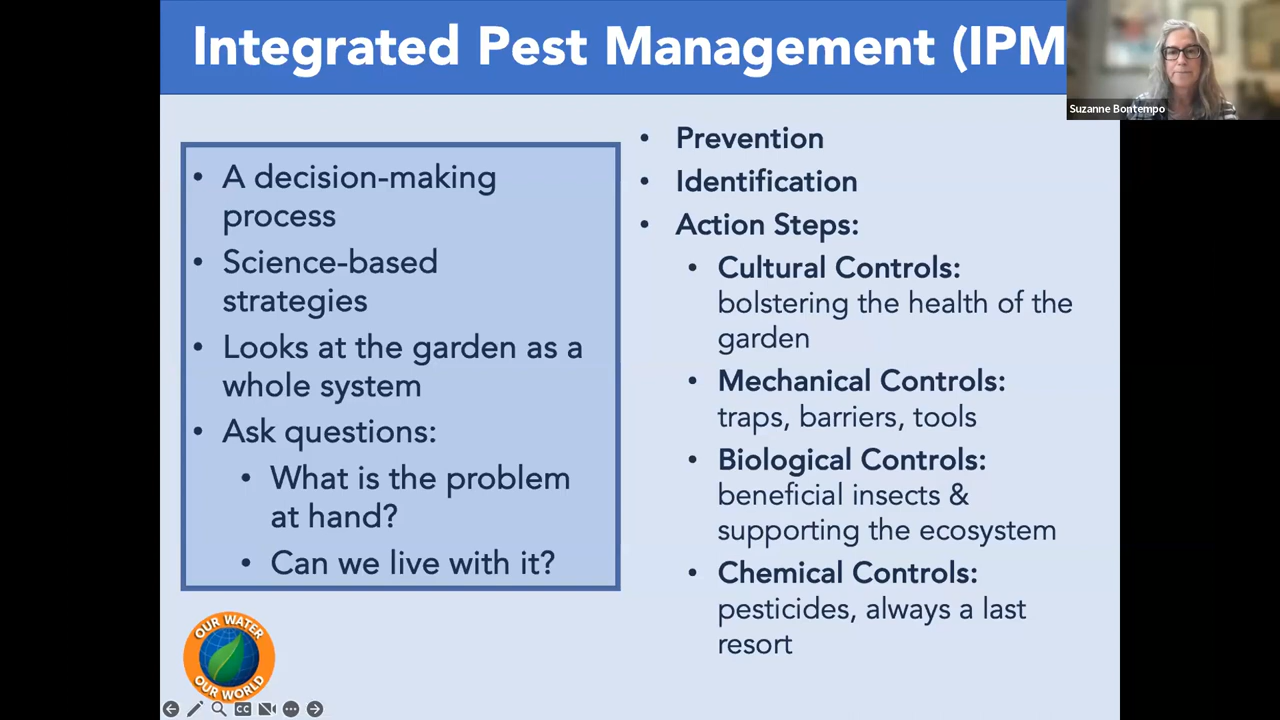 Integrated Pest Management (IPM
Suzanne Bontempo
• A decision-making
process
• Science-based
strategies
• Looks at the garden as a
whole system
• Ask questions:
• What is the problem
at hand?
• Can we live with it?
• Prevention
• Identification
• Action Steps:
• Cultural Controls:
bolstering the health of the
garden
• Mechanical Controls:
traps, barriers, tools
• Biological Controls:
beneficial insects &
supporting the ecosystem
• Chemical Controls:
pesticides, always a last
resort
OUR WATER
OUR WORLD
CC